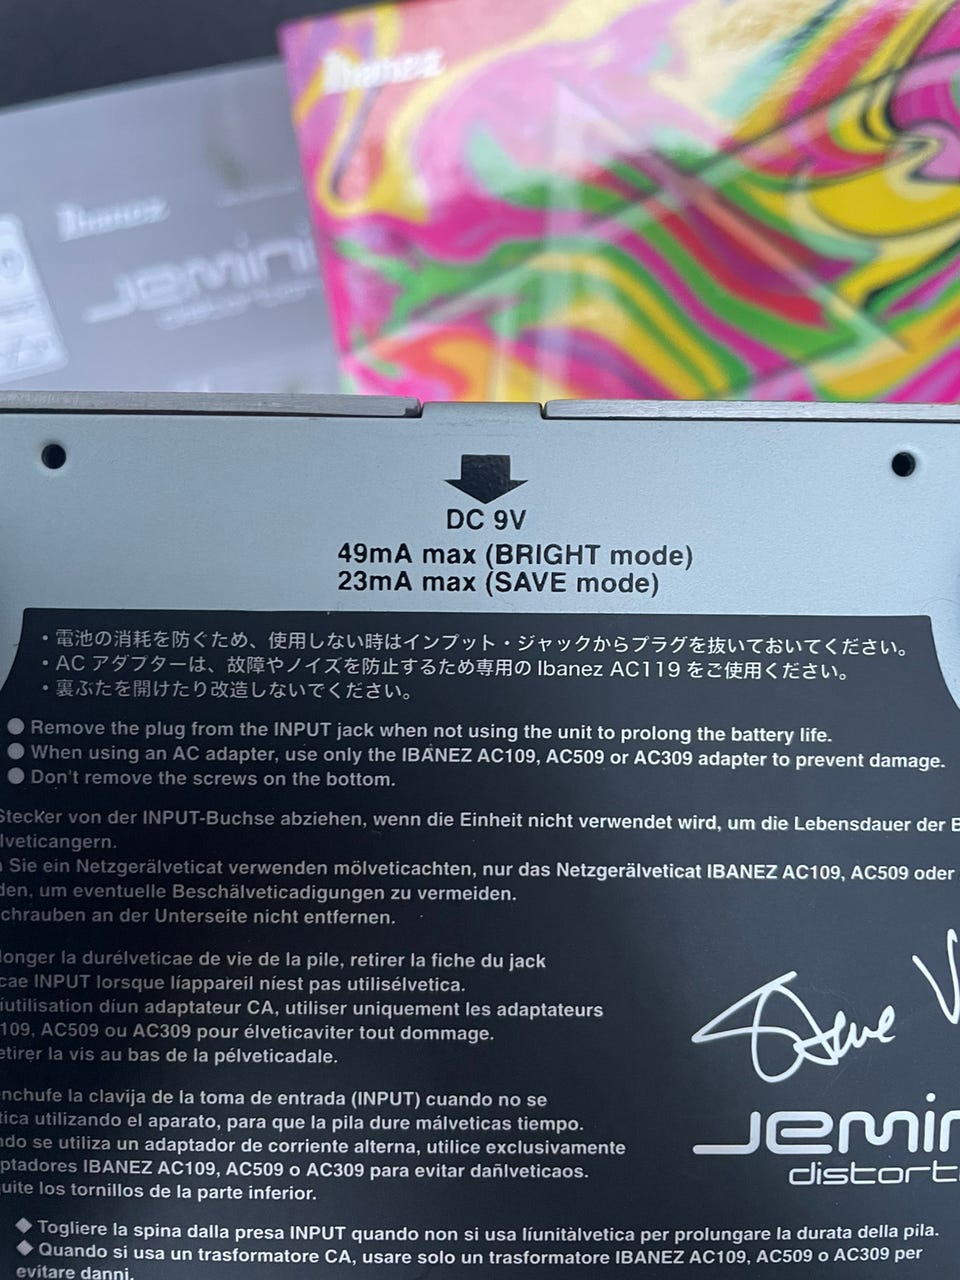 Ibanez
Ibanez
Jemini
DC 9V
49mA max (BRIGHT mode)
23mA max (SAVE mode)
・電池の消耗を防ぐため、使用しない時はインプット・ジャックからプラグを抜いておいてください。
・AC アダプターは、故障やノイズを防止するため専用の Ibanez AC119 をご使用ください。
・裏ぶたを開けたり改造しないでください。
● Remove the plug from the INPUT jack when not using the unit to prolong the battery life.
● When using an AC adapter, use only the IBANEZ AC109, AC509 or AC309 adapter to prevent damage.
● Don't remove the screws on the bottom.
Stecker von der INPUT-Buchse abziehen, wenn die Einheit nicht verwendet wird, um die Lebensdauer der B
lveticangern.
Sie ein Netzgerälveticat verwenden mölveticachten, nur das Netzgerälveticat IBANEZ AC109, AC509 oder
den, um eventuelle Beschälveticadigungen zu vermeiden.
chrauben an der Unterseite nicht entfernen.
longer la durélveticae de vie de la pile, retirer la fiche du jack
cae INPUT lorsque líappareil níest pas utilisélvetica.
íutilisation díun adaptateur CA, utiliser uniquement les adaptateurs
109, AC509 ou AC309 pour élveticaviter tout dommage.
etirer la vis au bas de la pélveticadale.
nchufe la clavija de la toma de entrada (INPUT) cuando no se
tica utilizando el aparato, para que la pila dure málveticas tiempo.
ndo se utiliza un adaptador de corriente alterna, utilice exclusivamente
ptadores IBANEZ AC109, AC509 o AC309 para evitar dañlveticaos.
uite los tornillos de la parte inferior.
Steve V
Jemin
distort
◆ Togliere la spina dalla presa INPUT quando non si usa líunitàlvetica per prolungare la durata della pila.
◆ Quando si usa un trasformatore CA, usare solo un trasformatore IBANEZ AC109, AC509 o AC309 per
evitare danni.